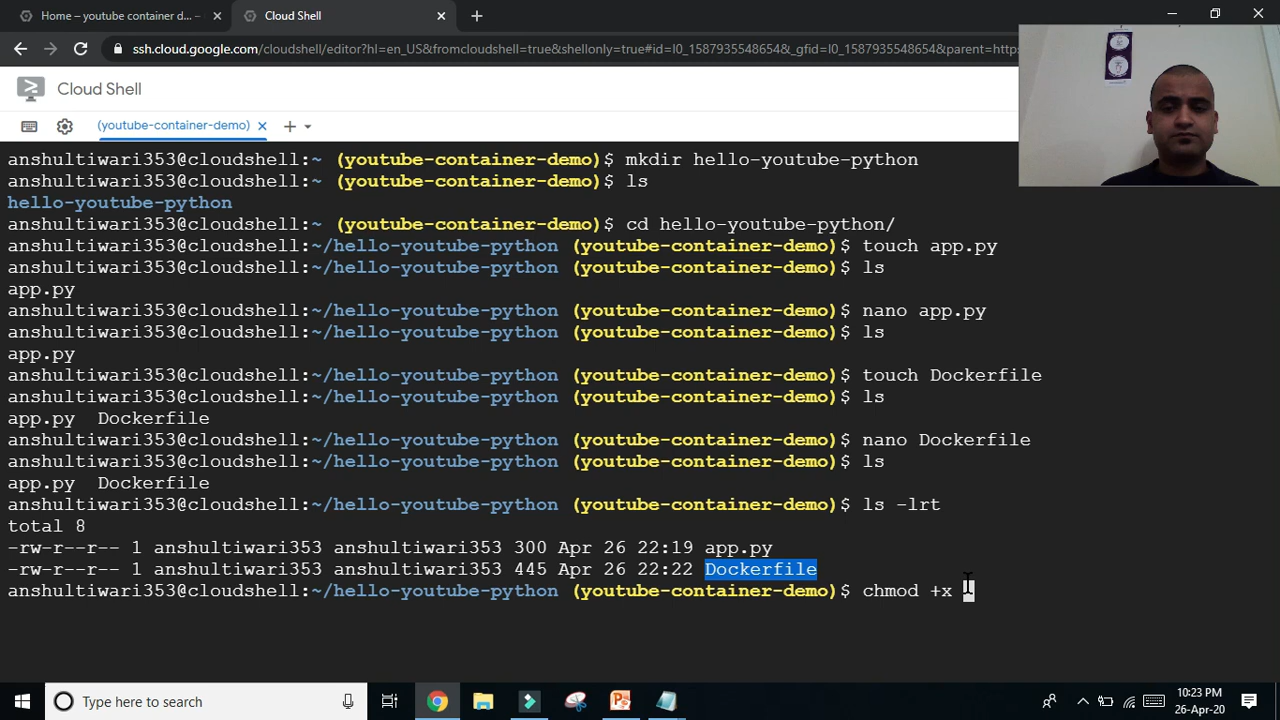 Home – youtube container d... –
Cloud Shell
ssh.cloud.google.com/cloudshell/editor?hl=en_US&fromcloudshell=true&shellonly=true#id=I0_1587935548654&_gfid=I0_1587935548654&parent=https
Cloud Shell
(youtube-container-demo)
anshultiwari353@cloudshell:~ (youtube-container-demo)$ mkdir hello-youtube-python
anshultiwari353@cloudshell:~ (youtube-container-demo)$ ls
hello-youtube-python
anshultiwari353@cloudshell:~ (youtube-container-demo)$ cd hello-youtube-python/
anshultiwari353@cloudshell:~/hello-youtube-python (youtube-container-demo)$ touch app.py
anshultiwari353@cloudshell:~/hello-youtube-python (youtube-container-demo)$ ls
app.py
anshultiwari353@cloudshell:~/hello-youtube-python (youtube-container-demo)$ nano app.py
anshultiwari353@cloudshell:~/hello-youtube-python (youtube-container-demo)$ ls
app.py
anshultiwari353@cloudshell:~/hello-youtube-python (youtube-container-demo)$ touch Dockerfile
anshultiwari353@cloudshell:~/hello-youtube-python (youtube-container-demo)$ ls
app.py  Dockerfile
anshultiwari353@cloudshell:~/hello-youtube-python (youtube-container-demo)$ nano Dockerfile
anshultiwari353@cloudshell:~/hello-youtube-python (youtube-container-demo)$ ls
app.py  Dockerfile
anshultiwari353@cloudshell:~/hello-youtube-python (youtube-container-demo)$ ls -lrt
total 8
-rw-r--r-- 1 anshultiwari353 anshultiwari353 300 Apr 26 22:19 app.py
-rw-r--r-- 1 anshultiwari353 anshultiwari353 445 Apr 26 22:22 Dockerfile
anshultiwari353@cloudshell:~/hello-youtube-python (youtube-container-demo)$ chmod +x
Type here to search
10:23 PM
26-Apr-20